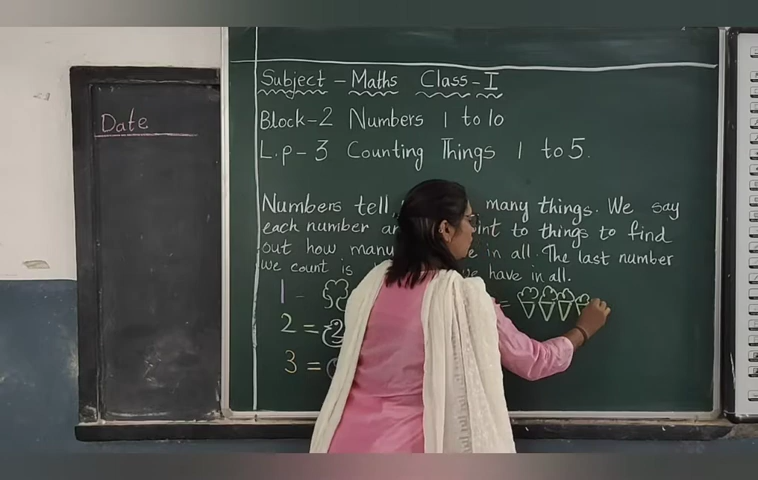 Date
Subject - Maths Class - I
Block-2 Numbers 1 to 10
L.P-3 Counting Things 1 to 5.
Numbers tell many things. We say
each number to things to find
out how many in all. The last number
we count is have in all.
1 -
2 = 2
3 =
=